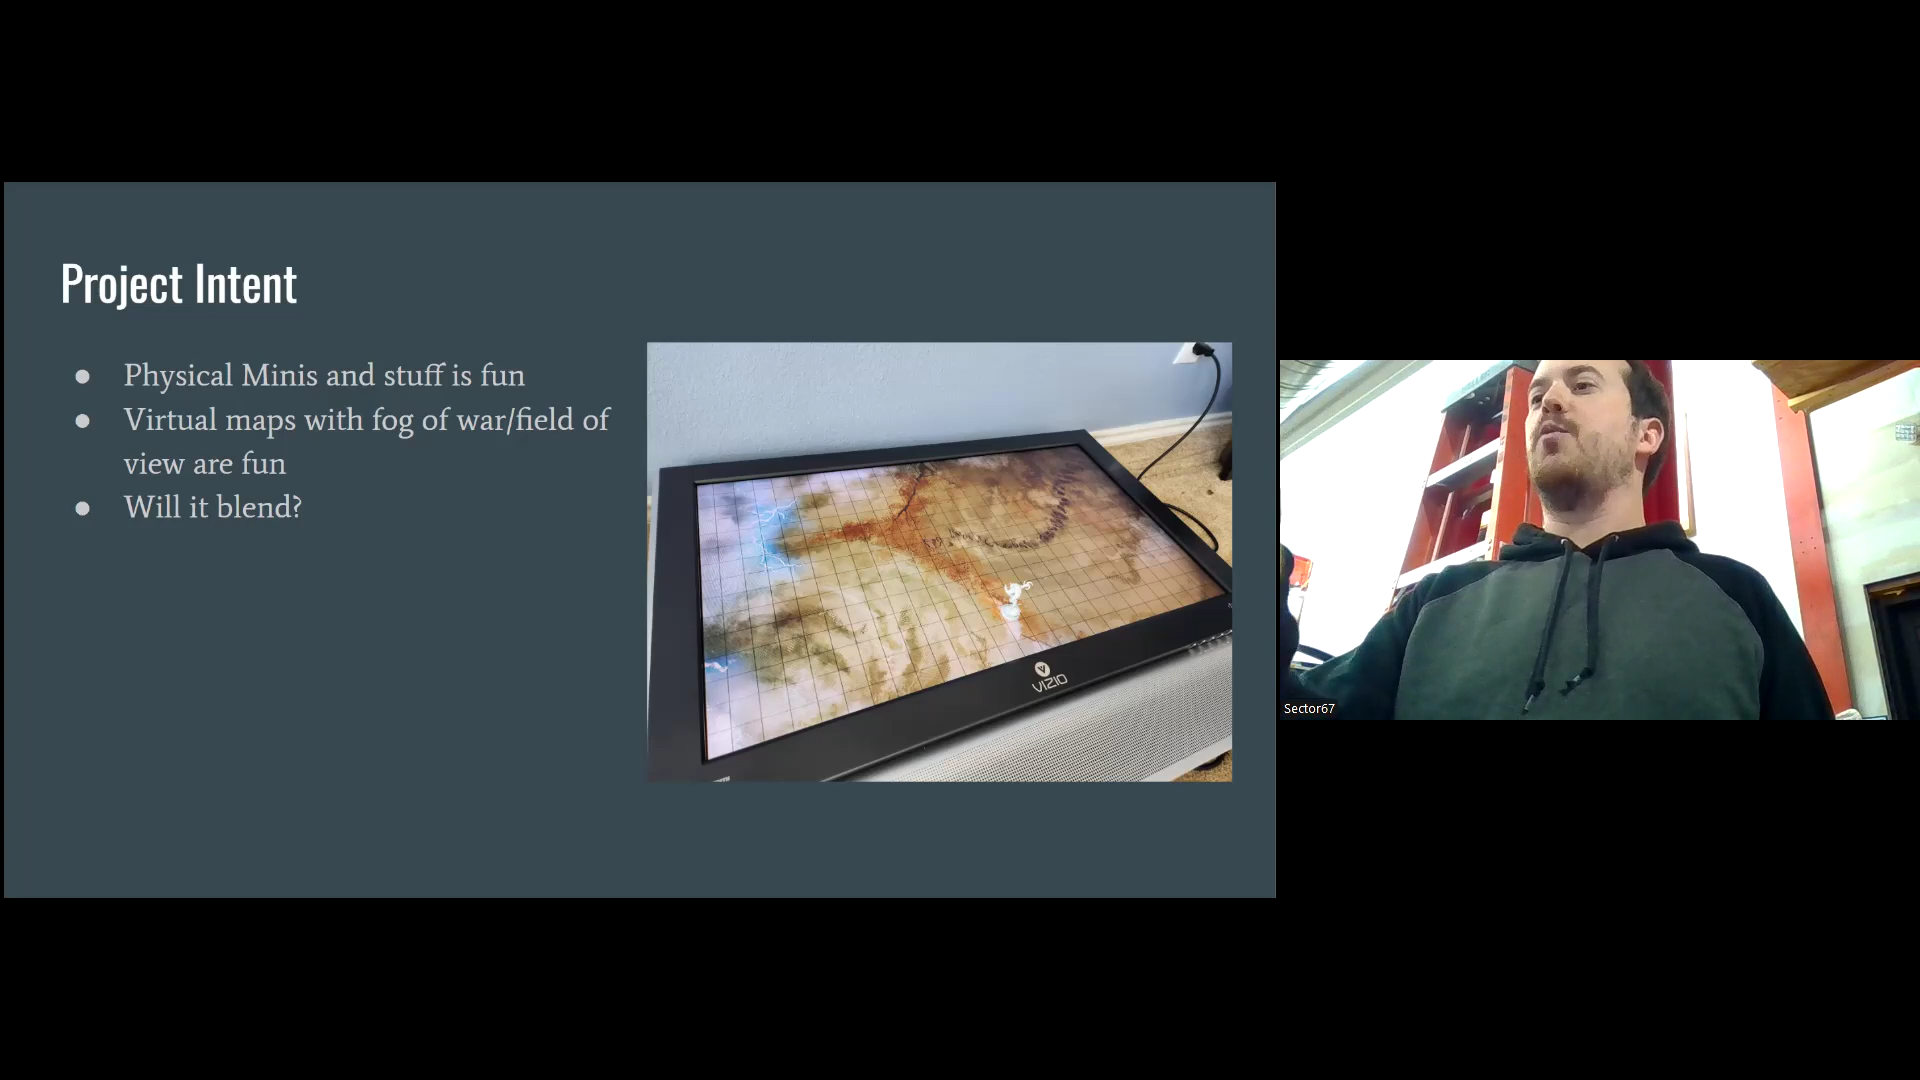 Project Intent
● Physical Minis and stuff is fun
● Virtual maps with fog of war/field of
view are fun
● Will it blend?
V
VIZIO
Sector67